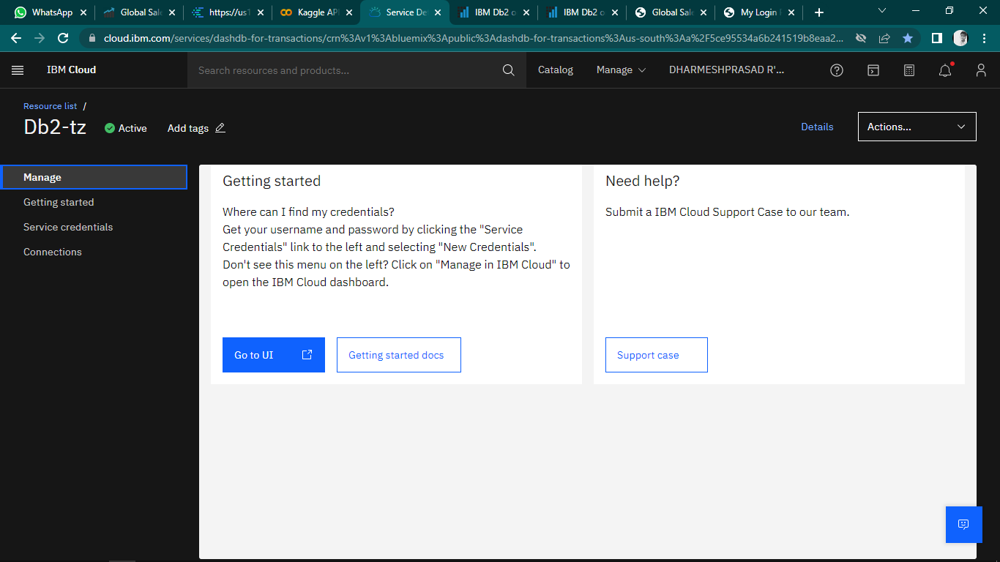 WhatsApp
Global Sal
https://us1
Kaggle AP
Service De
IBM Db2 o
IBM Db2 o
Global Sal
My Login
cloud.ibm.com/services/dashdb-for-transactions/crn%3Av1%3Abluemix%3Apublic%3Adashdb-for-transactions%3Aus-south%3Aa%2F5ce95534a6b241519b8eaa2...
IBM Cloud
Search resources and products...
Catalog
Manage
DHARMESHPRASAD R'...
Resource list /
Db2-tz
Active
Add tags
Details
Actions...
Manage
Getting started
Service credentials
Connections
Getting started
Where can I find my credentials?
Get your username and password by clicking the "Service
Credentials" link to the left and selecting "New Credentials".
Don't see this menu on the left? Click on "Manage in IBM Cloud" to
open the IBM Cloud dashboard.
Go to UI
Getting started docs
Need help?
Submit a IBM Cloud Support Case to our team.
Support case